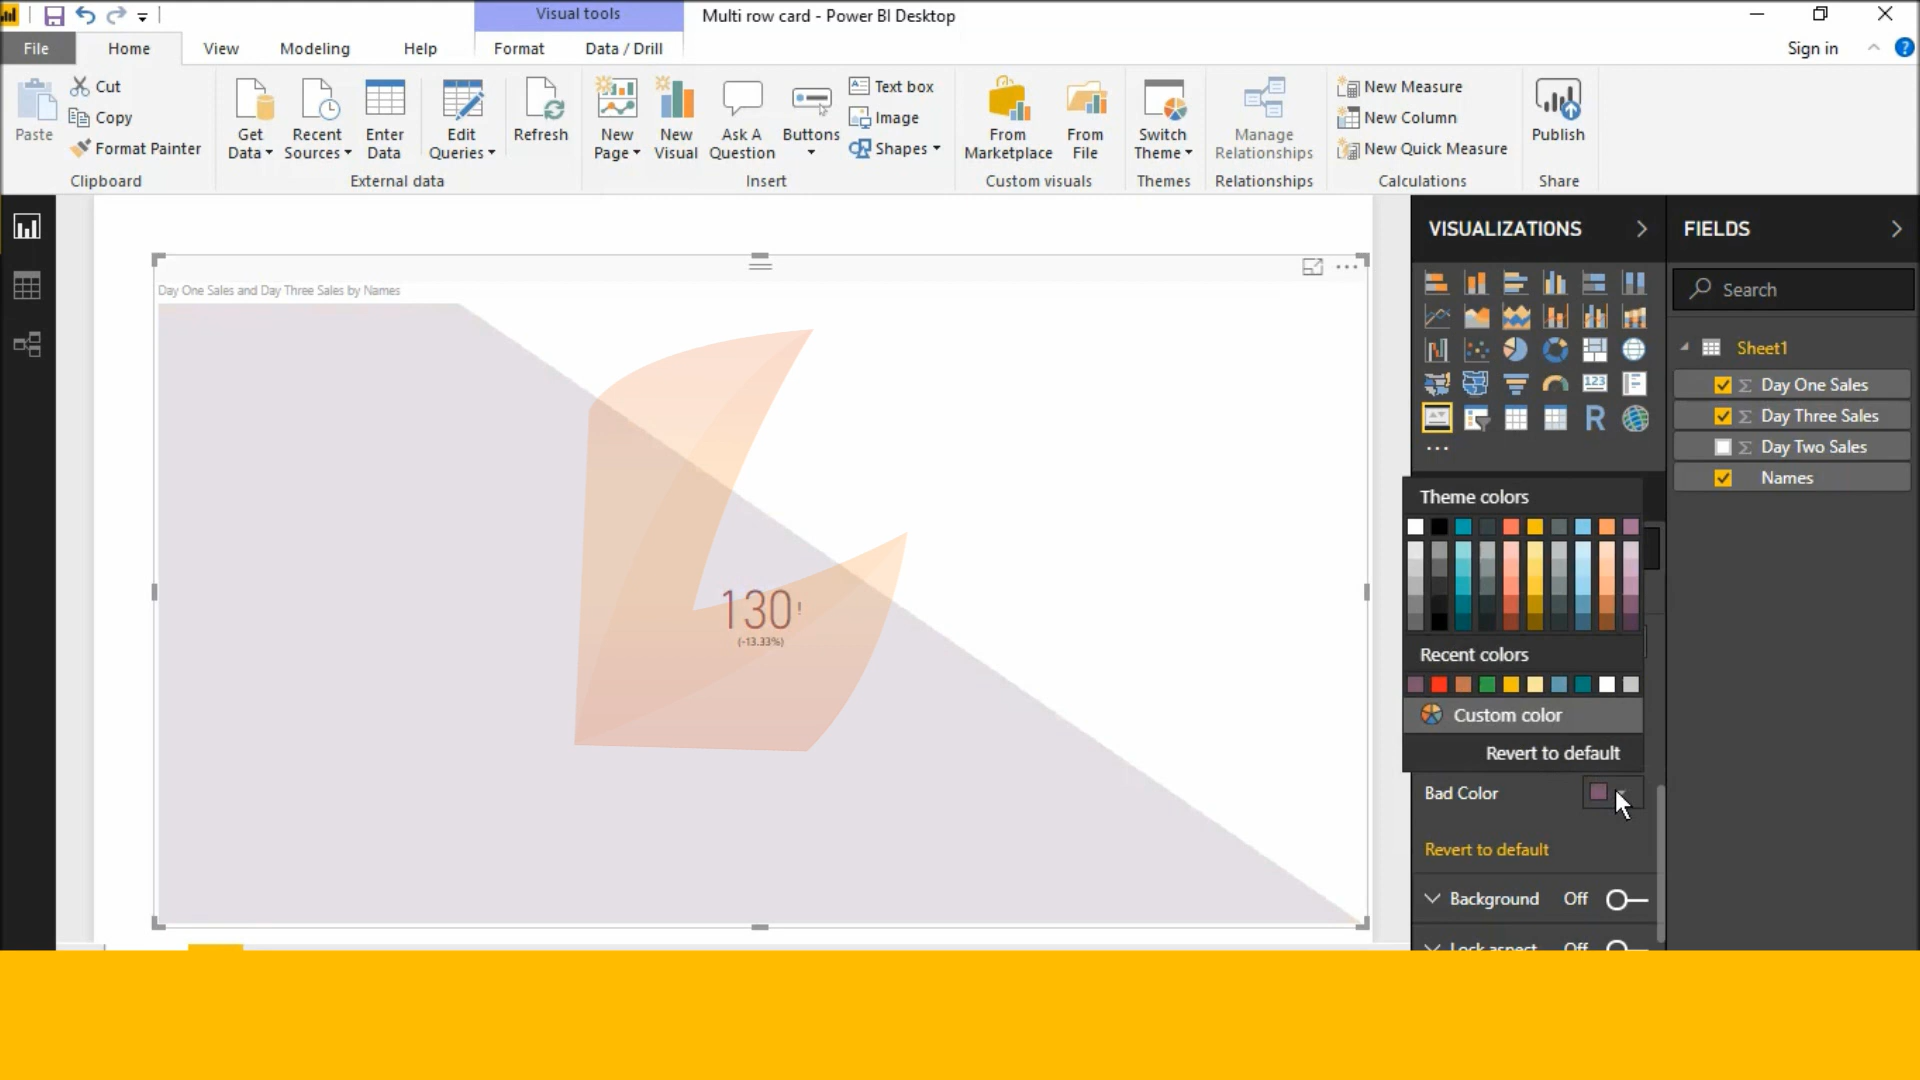 Visual tools
Multi row card - Power BI Desktop
File
Home
View
Modeling
Help
Format
Data / Drill
Sign in
Paste
Cut
Copy
Format Painter
Clipboard
Get Data
Recent Sources
Enter Data
Edit Queries
Refresh
External data
New Page
New Visual
Ask A Question
Buttons
Text box
Image
Shapes
Insert
From Marketplace
From File
Custom visuals
Switch Theme
Themes
Manage Relationships
Relationships
New Measure
New Column
New Quick Measure
Calculations
Publish
Share
Day One Sales and Day Three Sales by Names
130!
(-13.33%)
VISUALIZATIONS
123
R
Theme colors
Recent colors
Custom color
Revert to default
Bad Color
Revert to default
Background Off
Lock aspect Off
FIELDS
Search
Sheet1
Σ Day One Sales
Σ Day Three Sales
Σ Day Two Sales
Names